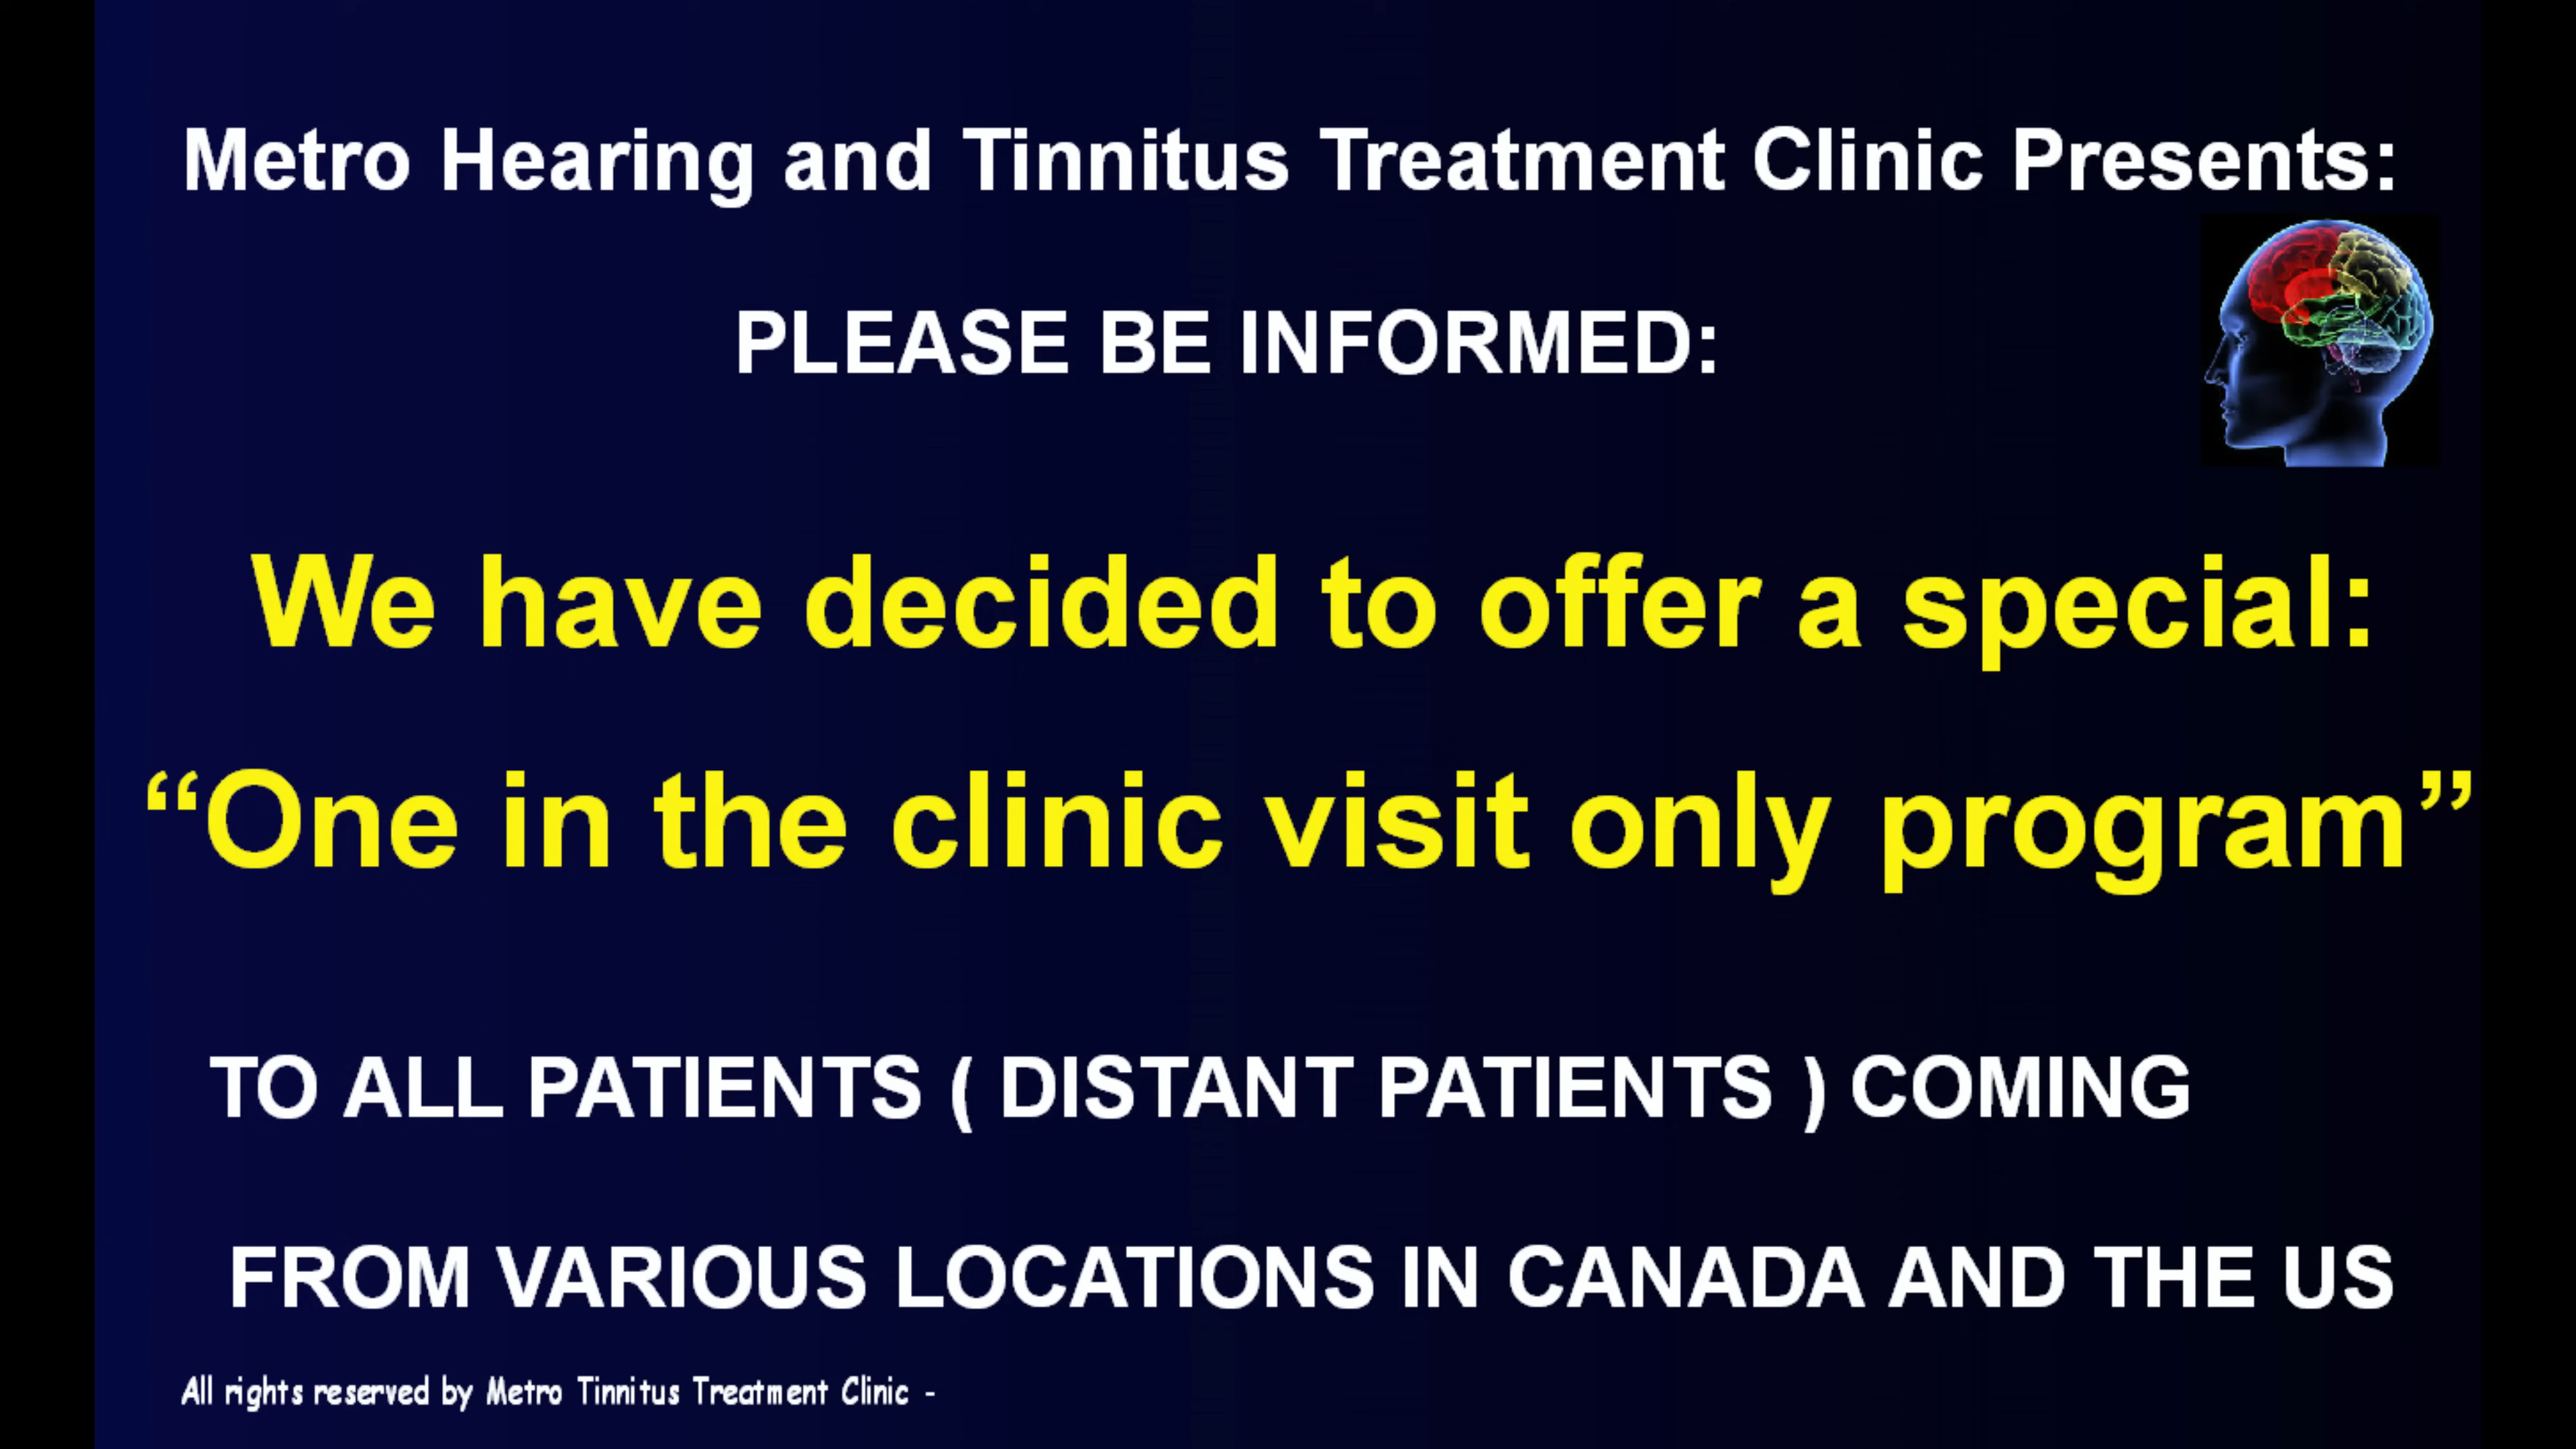 Metro Hearing and Tinnitus Treatment Clinic Presents:
PLEASE BE INFORMED:
We have decided to offer a special:
“One in the clinic visit only program”
TO ALL PATIENTS ( DISTANT PATIENTS ) COMING
FROM VARIOUS LOCATIONS IN CANADA AND THE US
All rights reserved by Metro Tinnitus Treatment Clinic -